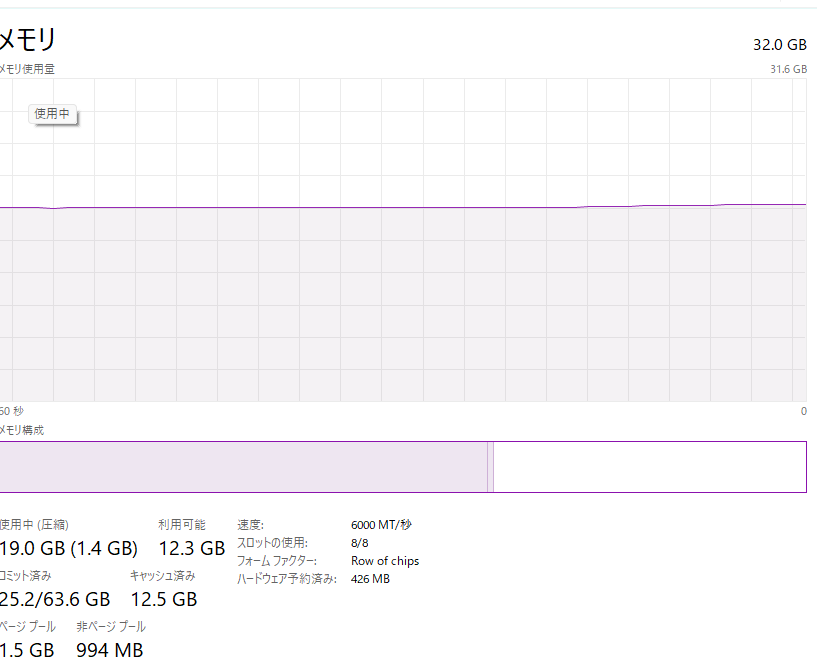 メモリ
32.0 GB
メモリ使用量
31.6 GB
使用中
60 秒
0
メモリ構成
使用中 (圧縮)
19.0 GB (1.4 GB)
利用可能
12.3 GB
コミット済み
25.2/63.6 GB
キャッシュ済み
12.5 GB
ページ プール
1.5 GB
非ページ プール
994 MB
速度:
6000 MT/秒
スロットの使用:
8/8
フォーム ファクター:
Row of chips
ハードウェア予約済み:
426 MB